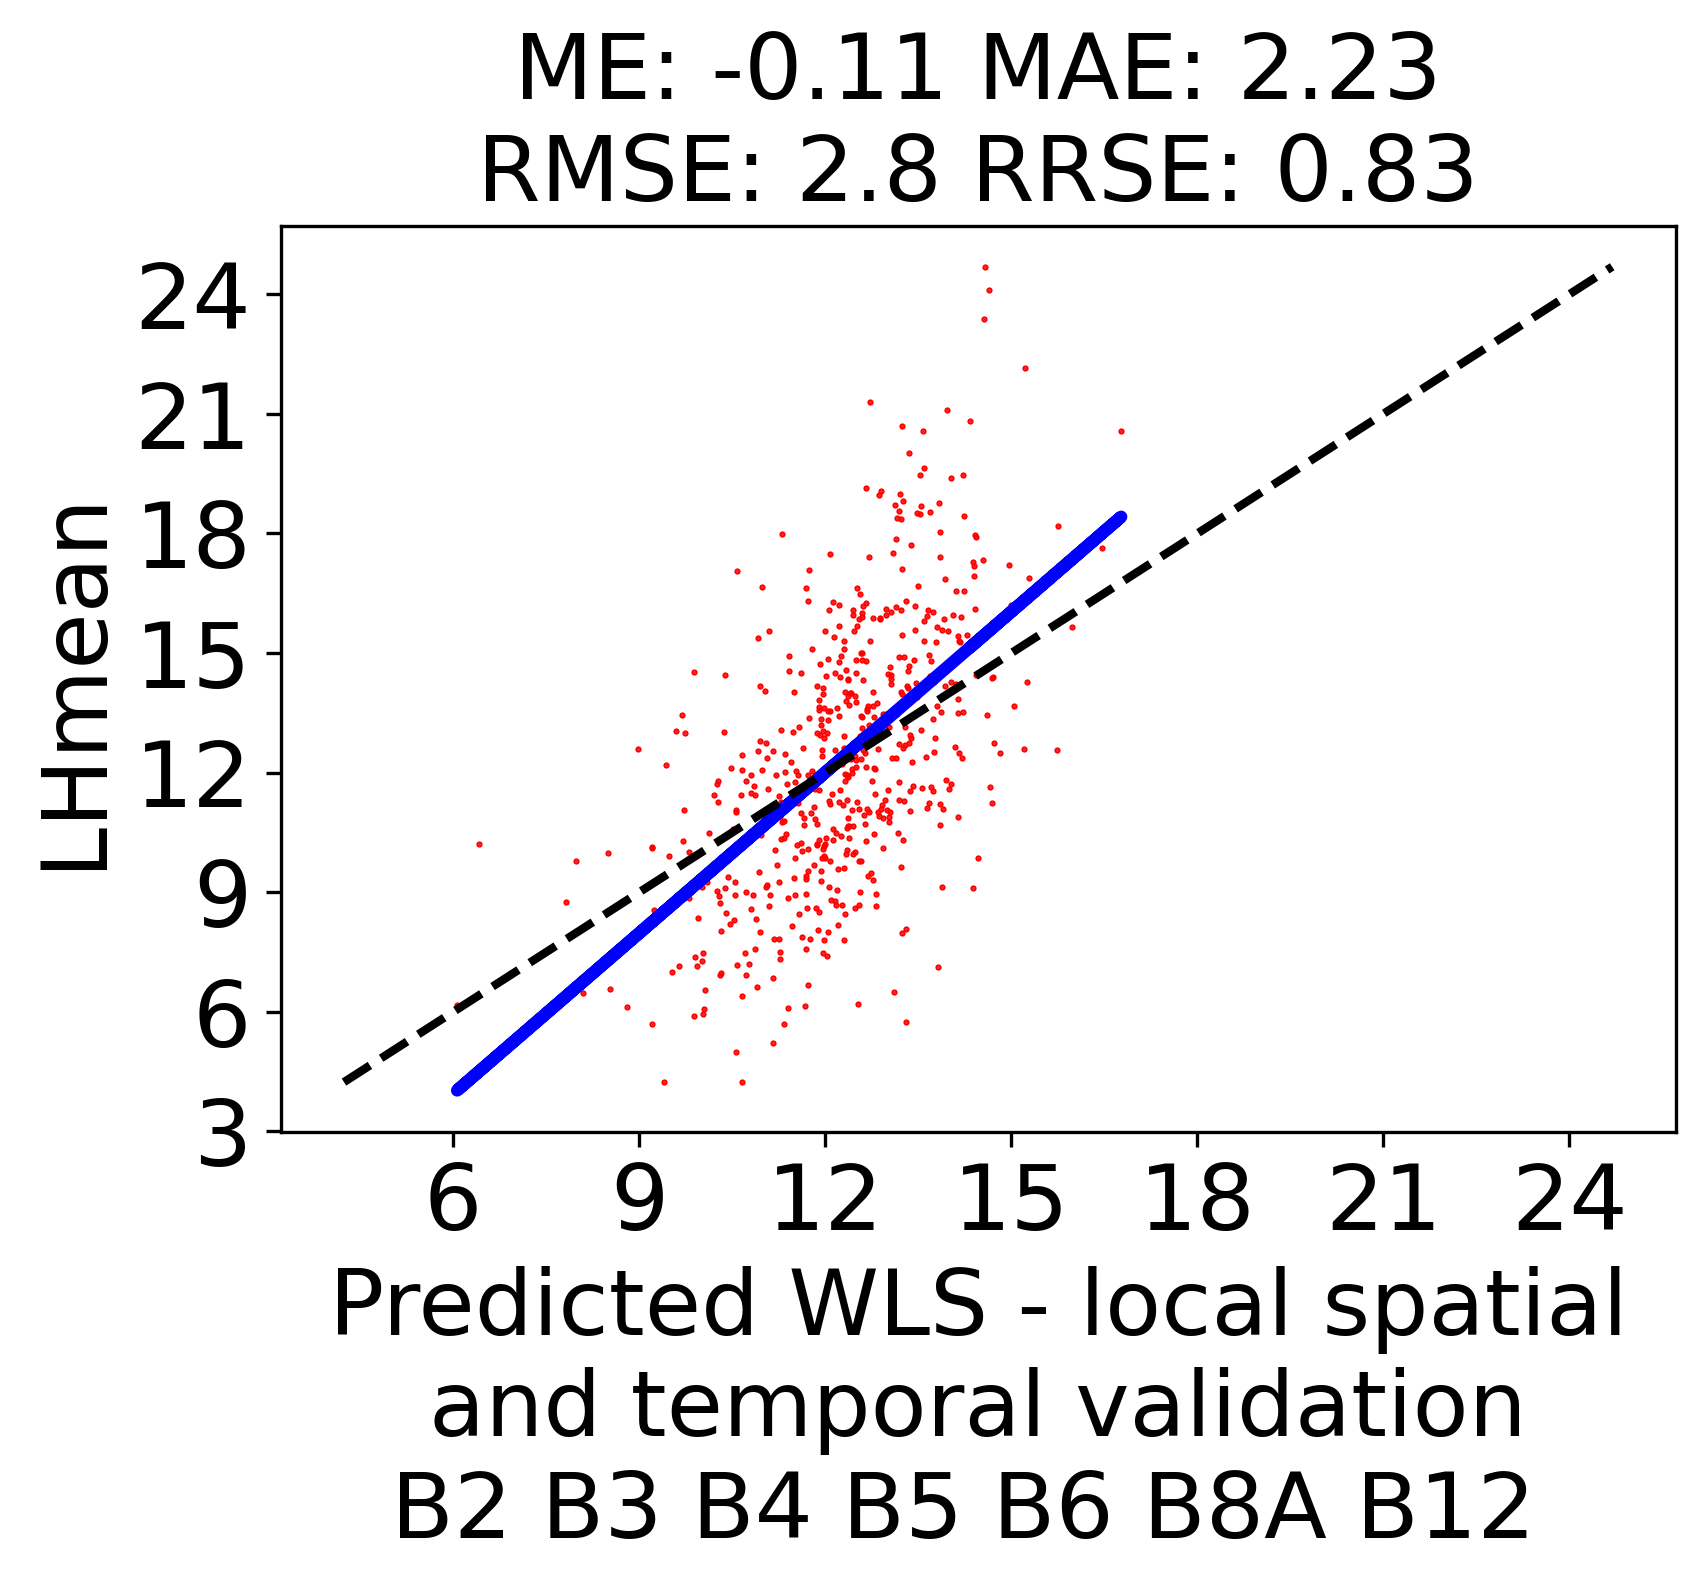 ME: -0.11 MAE: 2.23
RMSE: 2.8 RRSE: 0.83
LHmean
24
21
18
15
12
9
6
3
6 9 12 15 18 21 24
Predicted WLS - local spatial
and temporal validation
B2 B3 B4 B5 B6 B8A B12